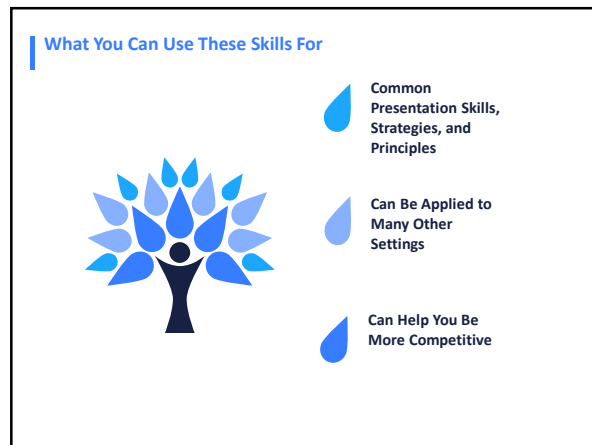 What You Can Use These Skills For
Common
Presentation Skills,
Strategies, and
Principles
Can Be Applied to
Many Other
Settings
Can Help You Be
More Competitive